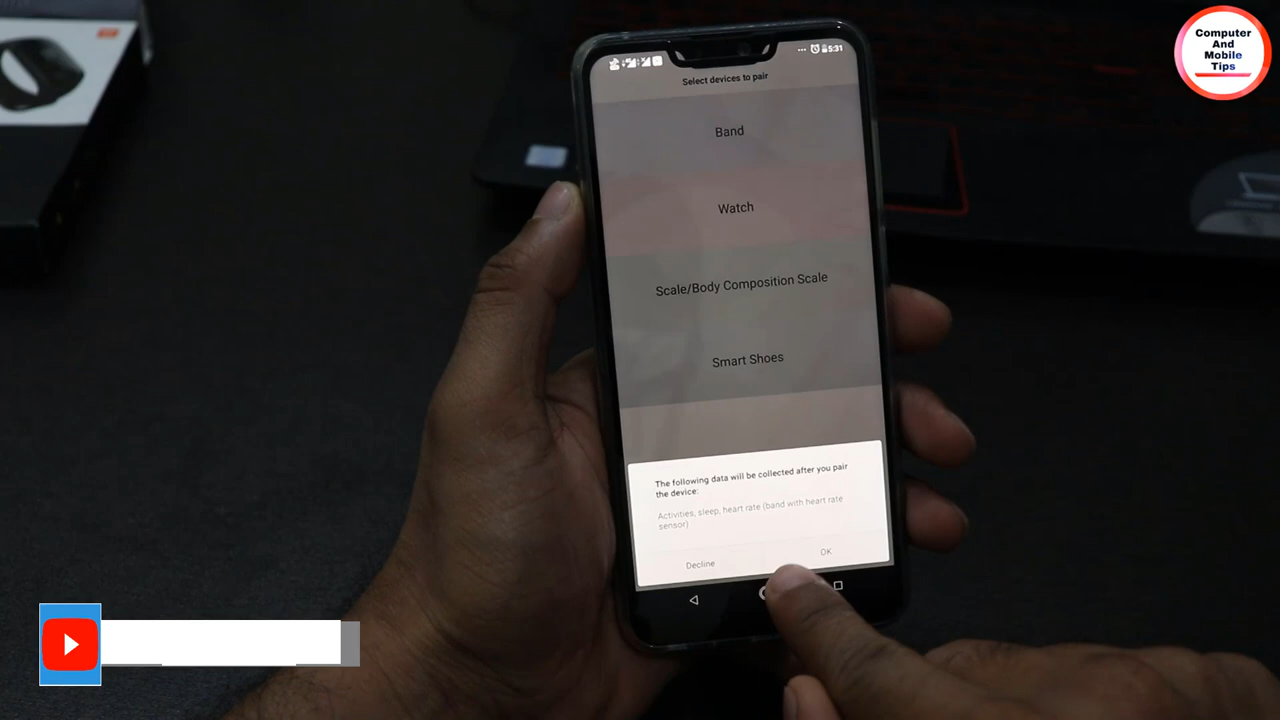 Computer
And
Mobile
Tips
5:31
Select devices to pair
Band
Watch
Scale/Body Composition Scale
Smart Shoes
The following data will be collected after you pair
the device:
Activities, sleep, heart rate (band with heart rate
sensor)
Decline
OK